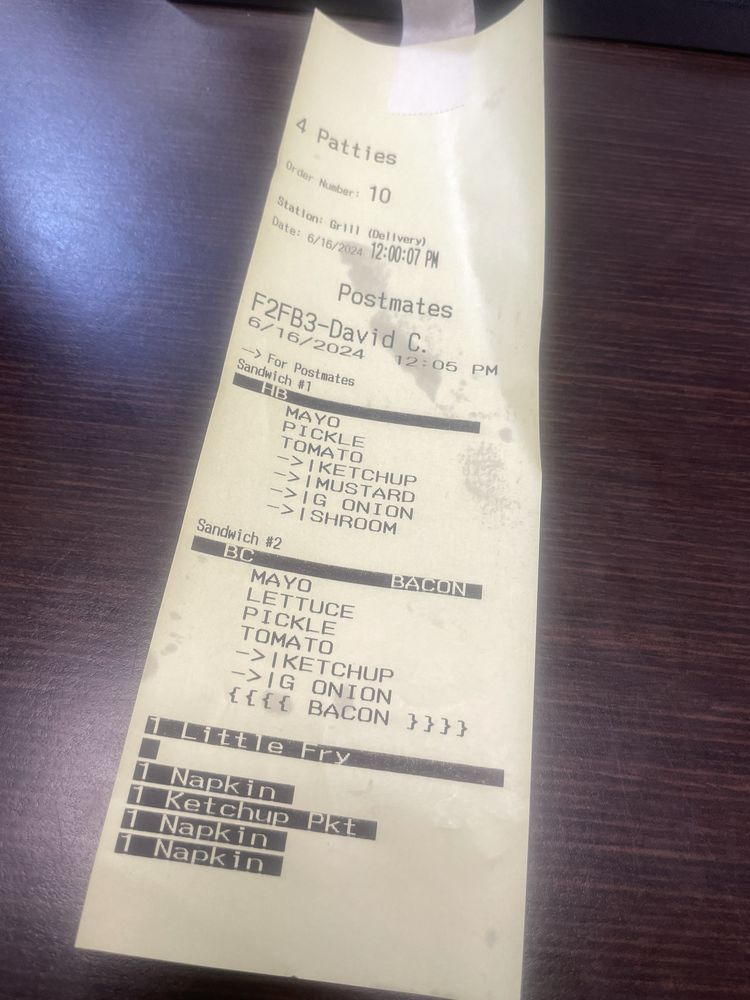 4 Patties
Order Number: 10
Station: Grill (Delivery)
Date: 6/16/2024 12:00:07 PM
Postmates
F2FB3-David C.
6/16/2024 12:05 PM
-> For Postmates
Sandwich #1
HB
MAYO
PICKLE
TOMATO
->|KETCHUP
->|MUSTARD
->|G ONION
->|SHROOM
Sandwich #2
BC BACON
MAYO
LETTUCE
PICKLE
TOMATO
->|KETCHUP
->|G ONION
{{{{ BACON }}}}
1 Little Fry
1 Napkin
1 Ketchup Pkt
1 Napkin
1 Napkin